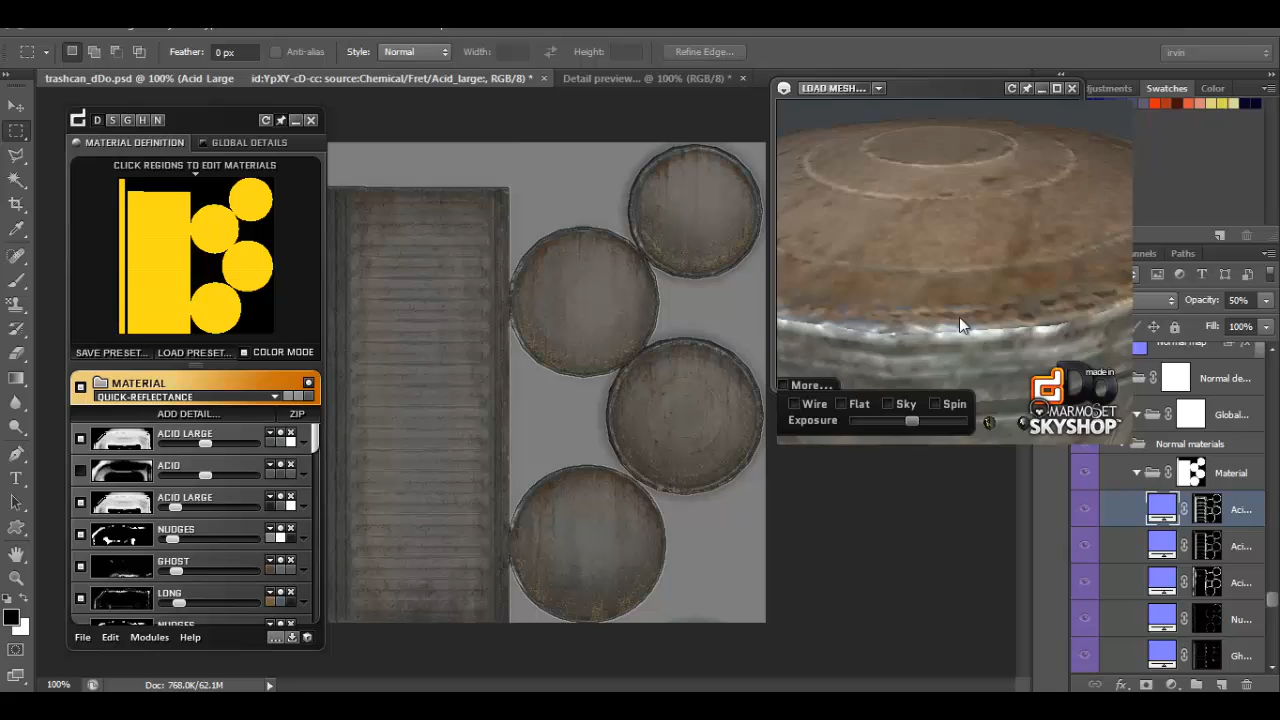 Feather: 0 px Anti-alias Style: Normal Width: Height: Refine Edge... irvin
trashcan_dDo.psd @ 100% (Acid Large id:YpXY-cD-cc: source:Chemical/Fret/Acid_large:, RGB/8) * × Detail preview... @ 100% (RGB/8) * ×
LOAD MESH...
djustments Swatches Color
D S G H N
MATERIAL DEFINITION GLOBAL DETAILS
CLICK REGIONS TO EDIT MATERIALS
SAVE PRESET... LOAD PRESET... COLOR MODE
MATERIAL
QUICK-REFLECTANCE
ADD DETAIL... ZIP
ACID LARGE
ACID
ACID LARGE
NUDGES
GHOST
LONG
File Edit Modules Help
More...
Wire Flat Sky Spin
Exposure
made in
dDo
MARMOSET
SKYSHOP
nnels Paths
Opacity: 50%
Fill: 100%
Normal map
Normal de...
Global...
Normal materials
Material
Aci...
Aci...
Aci...
Nu...
Gh...
100% Doc: 768.0K/62.1M